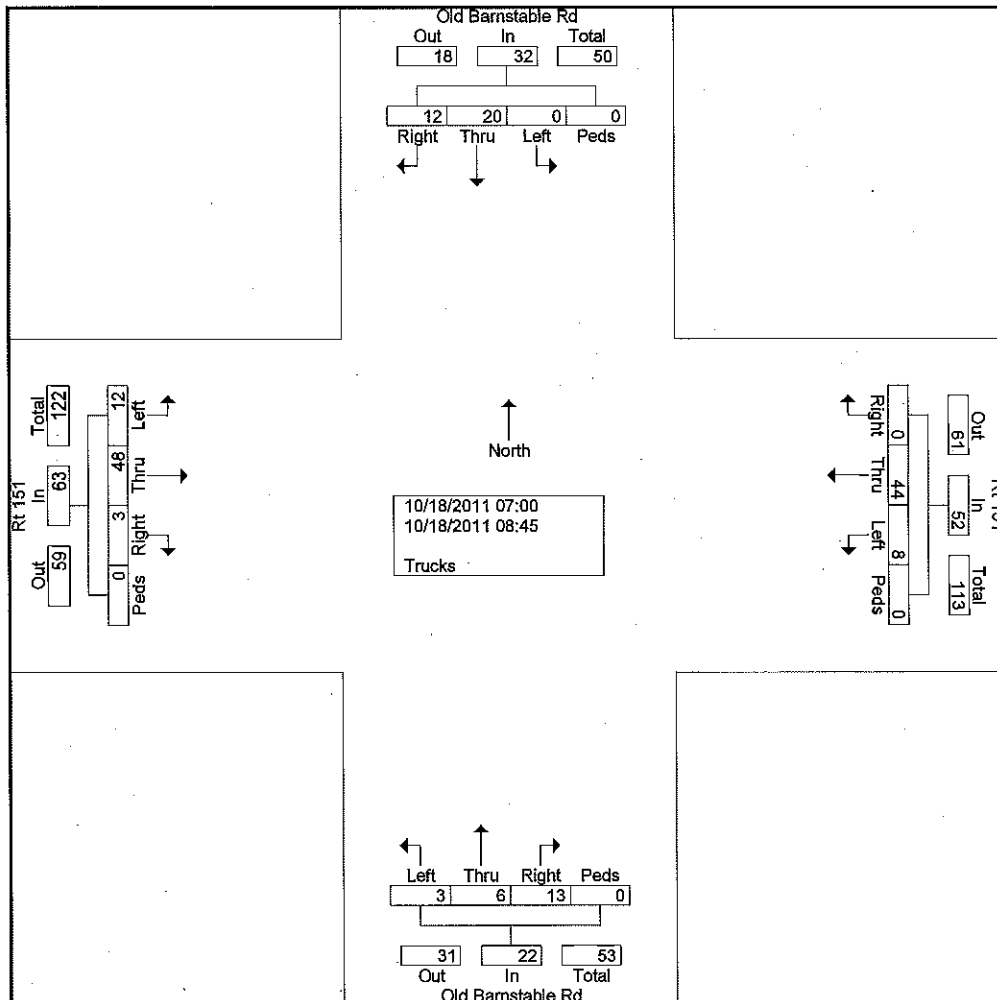 Old Barnstable Rd
Out In Total
18 32 50
12 20 0 0
Right Thru Left Peds
Rt 151
Total In Out
122 63 59
12 48 3 0
Left Thru Right Peds
North
10/18/2011 07:00
10/18/2011 08:45
Trucks
Right Thru Left Peds
0 44 8 0
Out In Total
61 52 113
Left Thru Right Peds
3 6 13 0
31 22 53
Out In Total
Old Barnstable Rd